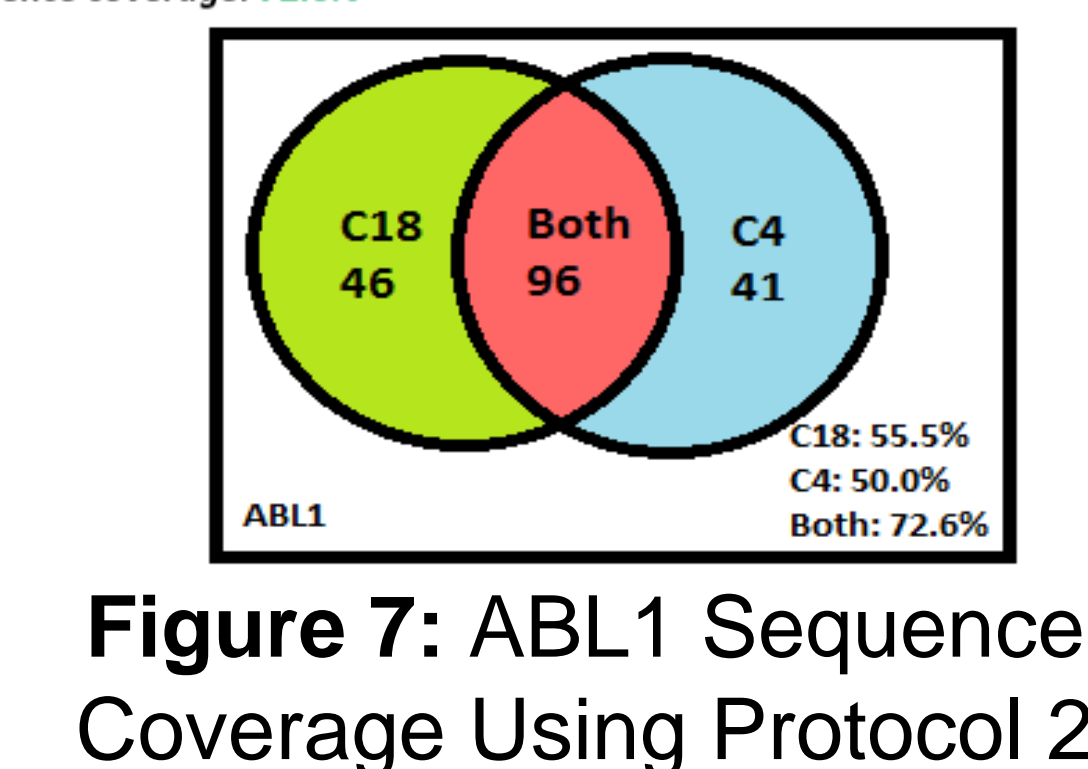 C18
46
Both
96
C4
41
C18: 55.5%
C4: 50.0%
Both: 72.6%
ABL1
Figure 7: ABL1 Sequence
Coverage Using Protocol 2